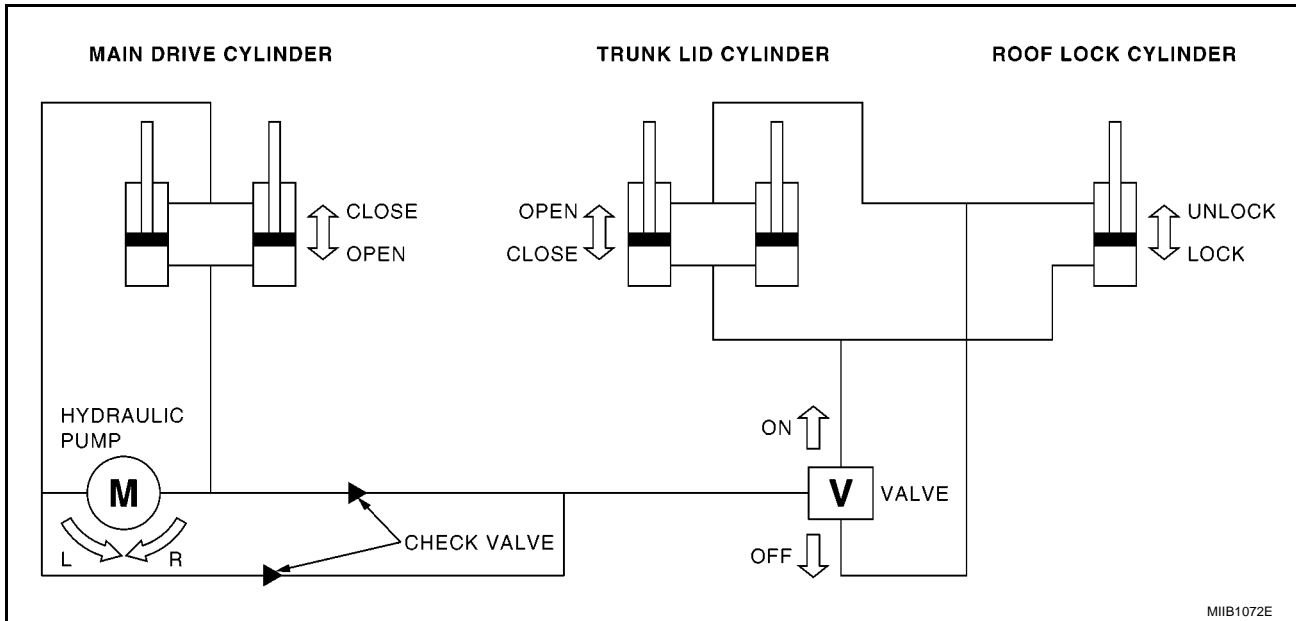 MAIN DRIVE CYLINDER
TRUNK LID CYLINDER
ROOF LOCK CYLINDER
CLOSE
OPEN
OPEN
CLOSE
UNLOCK
LOCK
HYDRAULIC
PUMP
M
L
R
CHECK VALVE
ON
V
VALVE
OFF
MIIB1072E